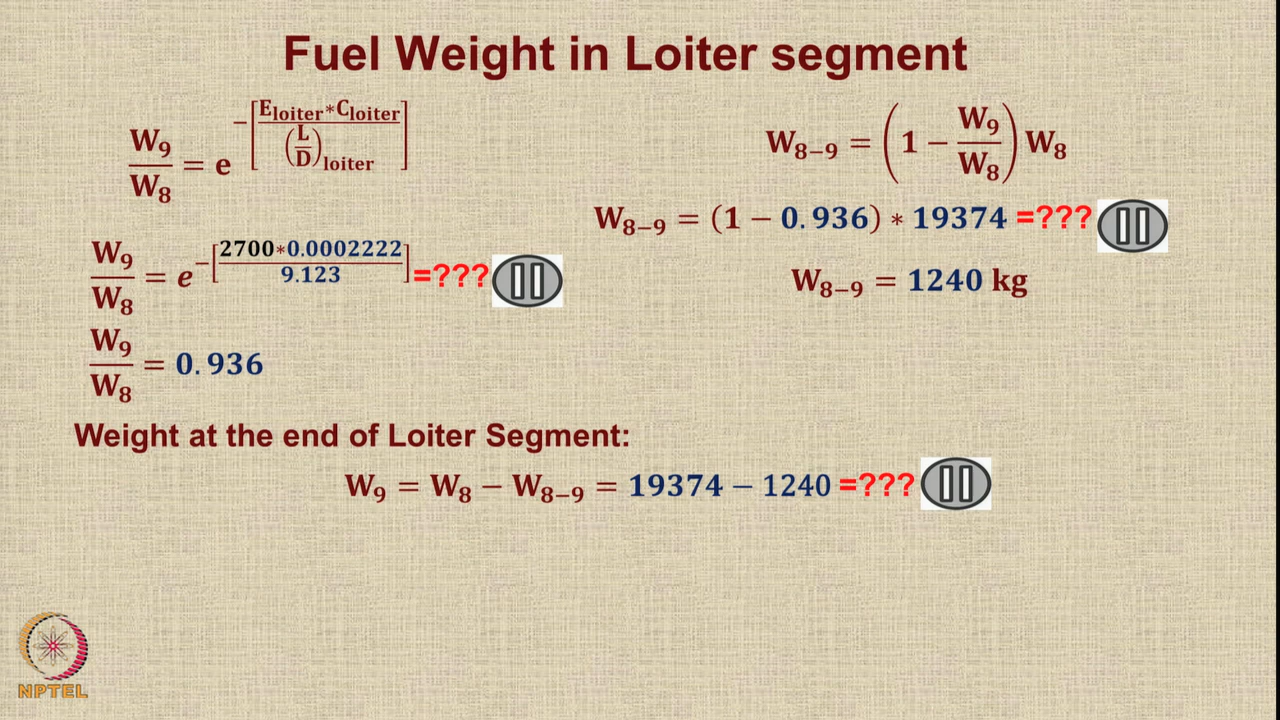 Fuel Weight in Loiter segment
W₉/W₈ = e^−[E_loiter*C_loiter / (L/D)_loiter]
W₈₋₉ = (1 − W₉/W₈) W₈
W₈₋₉ = (1 − 0.936) * 19374 =???
W₉/W₈ = e^−[2700*0.0002222 / 9.123] =???
W₈₋₉ = 1240 kg
W₉/W₈ = 0.936
Weight at the end of Loiter Segment:
W₉ = W₈ − W₈₋₉ = 19374 − 1240 =???
NPTEL